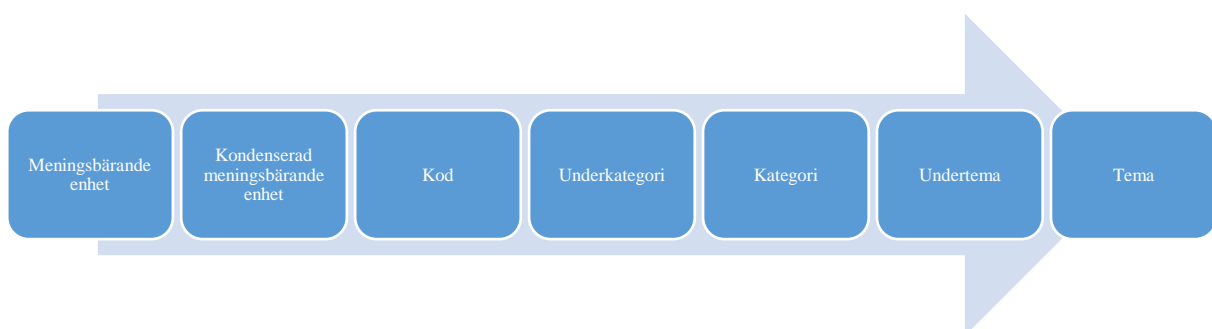 Meningsbärande
enhet
Kondenserad
meningsbärande
enhet
Kod
Underkategori
Kategori
Undertema
Tema